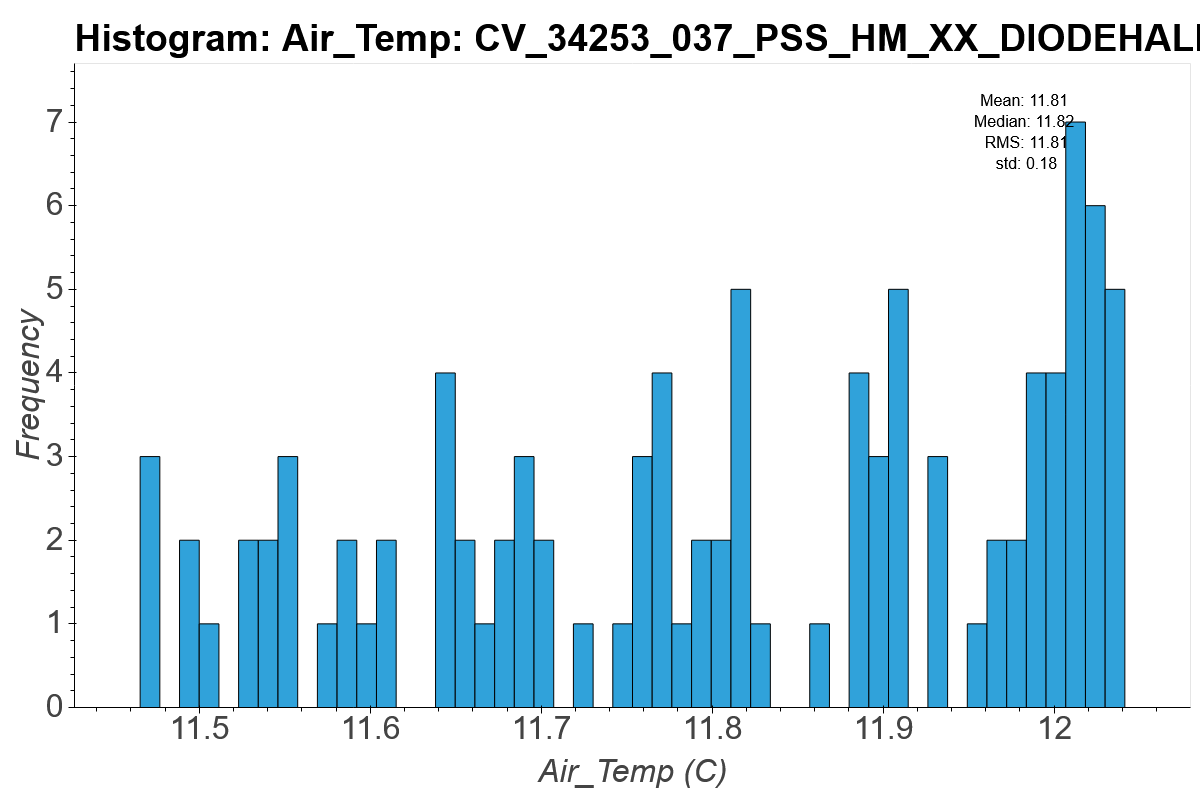 Histogram: Air_Temp: CV_34253_037_PSS_HM_XX_DIODEHALF
Mean: 11.81
Median: 11.82
RMS: 11.81
std: 0.18
7
6
5
4
3
2
1
0
Frequency
11.5 11.6 11.7 11.8 11.9 12
Air_Temp (C)